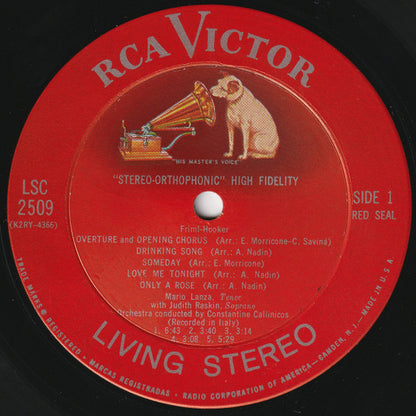 RCA VICTOR
"HIS MASTER'S VOICE"
"STEREO-ORTHOPHONIC" HIGH FIDELITY
LSC
2509
(K2RY-4366)
SIDE 1
RED SEAL
Friml-Hooker
OVERTURE and OPENING CHORUS (Arr.: E. Morricone-C. Savina)
DRINKING SONG (Arr.: A. Nadin)
SOMEDAY (Arr.: E. Morricone)
LOVE ME TONIGHT (Arr.: A. Nadin)
ONLY A ROSE (Arr.: A. Nadin)
Mario Lanza, Tenor
with Judith Raskin, Soprano
Orchestra conducted by Constantine Callinicos
(Recorded in Italy)
1. 6:43 2. 3:40 3. 3:14
4. 3:08 5. 5:29
LIVING STEREO
TRADE MARKS ® REGISTERED • MARCAS REGISTRADAS • RADIO CORPORATION OF AMERICA—CAMDEN, N.J.—MADE IN U.S.A.